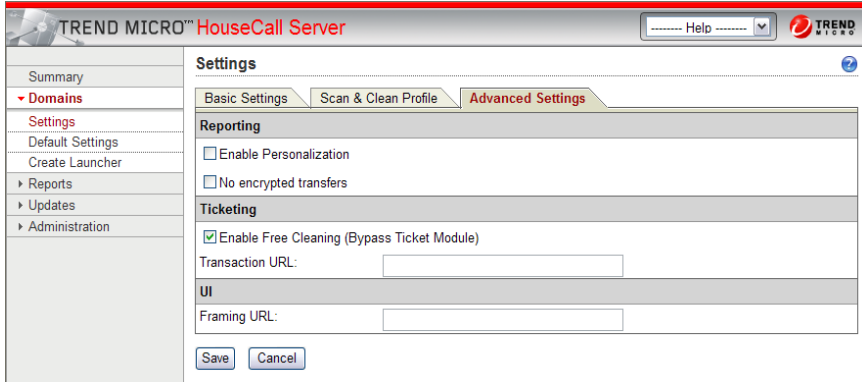 TREND MICRO™ HouseCall Server
-------- Help --------
TREND
MICRO
Summary
Domains
Settings
Default Settings
Create Launcher
Reports
Updates
Administration
Settings
?
Basic Settings
Scan & Clean Profile
Advanced Settings
Reporting
Enable Personalization
No encrypted transfers
Ticketing
Enable Free Cleaning (Bypass Ticket Module)
Transaction URL:
UI
Framing URL:
Save
Cancel